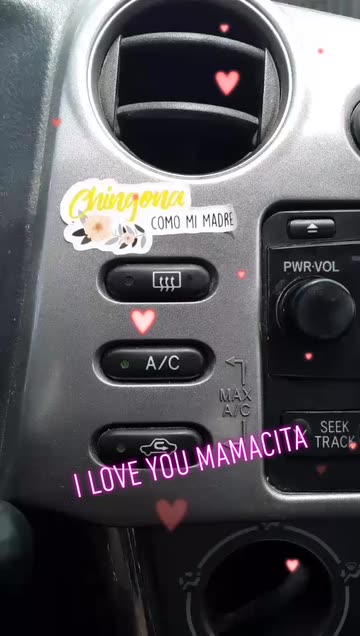 Chingona
COMO MI MADRE
PWR·VOL
A/C
MAX
A/C
SEEK
TRACK
I LOVE YOU MAMACITA